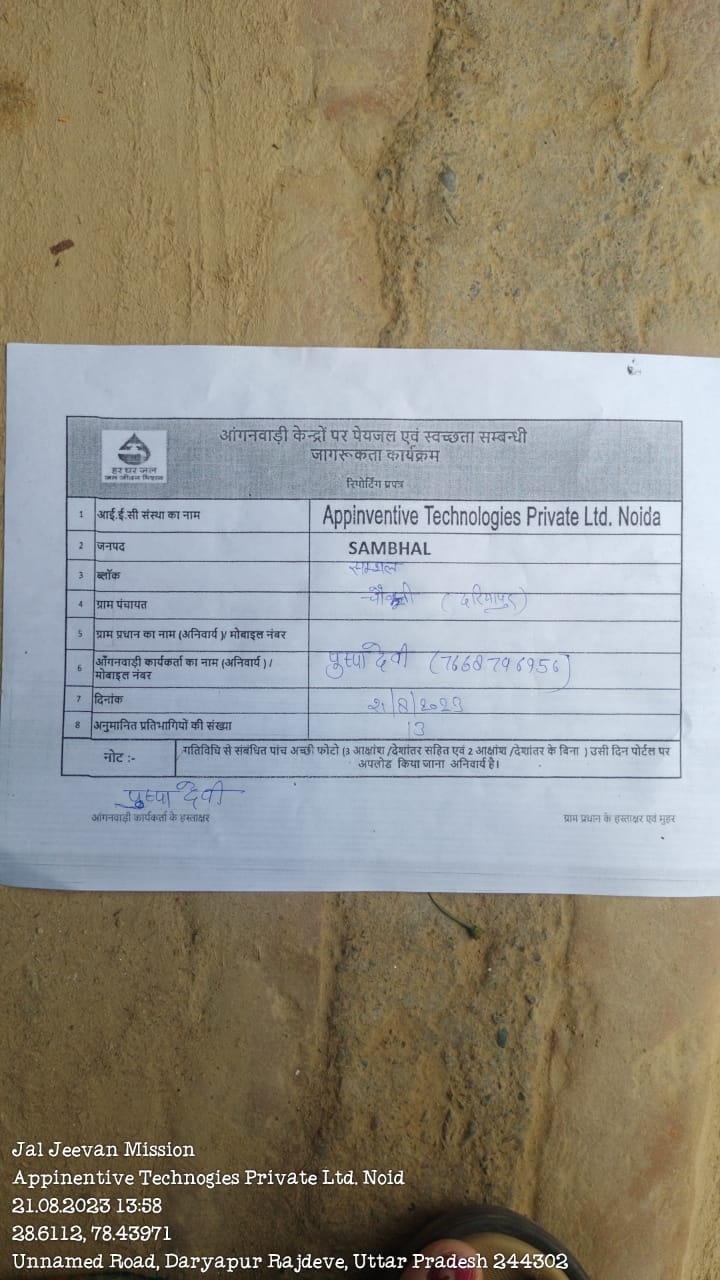 हर घर जल
जल जीवन मिशन
आंगनवाड़ी केन्द्रों पर पेयजल एवं स्वच्छता सम्बन्धी
जागरूकता कार्यक्रम
रिपोर्टिंग प्रपत्र
1 आई.ई.सी संस्था का नाम Appinventive Technologies Private Ltd. Noida
2 जनपद SAMBHAL
3 ब्लॉक सम्भल
4 ग्राम पंचायत (दरियापुर)
5 ग्राम प्रधान का नाम (अनिवार्य )/ मोबाइल नंबर
6 आँगनवाड़ी कार्यकर्ता का नाम (अनिवार्य ) /
मोबाइल नंबर पुष्पा देवी (7668796956)
7 दिनांक २१/8/२०२३
8 अनुमानित प्रतिभागियों की संख्या 13
नोट :- गतिविधि से संबंधित पांच अच्छी फोटो (3 आक्षांश /देशांतर सहित एवं 2 आक्षांश /देशांतर के बिना ) उसी दिन पोर्टल पर
अपलोड किया जाना अनिवार्य है।
पुष्पा देवी
आंगनवाड़ी कार्यकर्ता के हस्ताक्षर ग्राम प्रधान के हस्ताक्षर एवं मुहर
Jal Jeevan Mission
Appinentive Technogies Private Ltd. Noid
21.08.2023 13:58
28.6112, 78.43971
Unnamed Road, Daryapur Rajdeve, Uttar Pradesh 244302